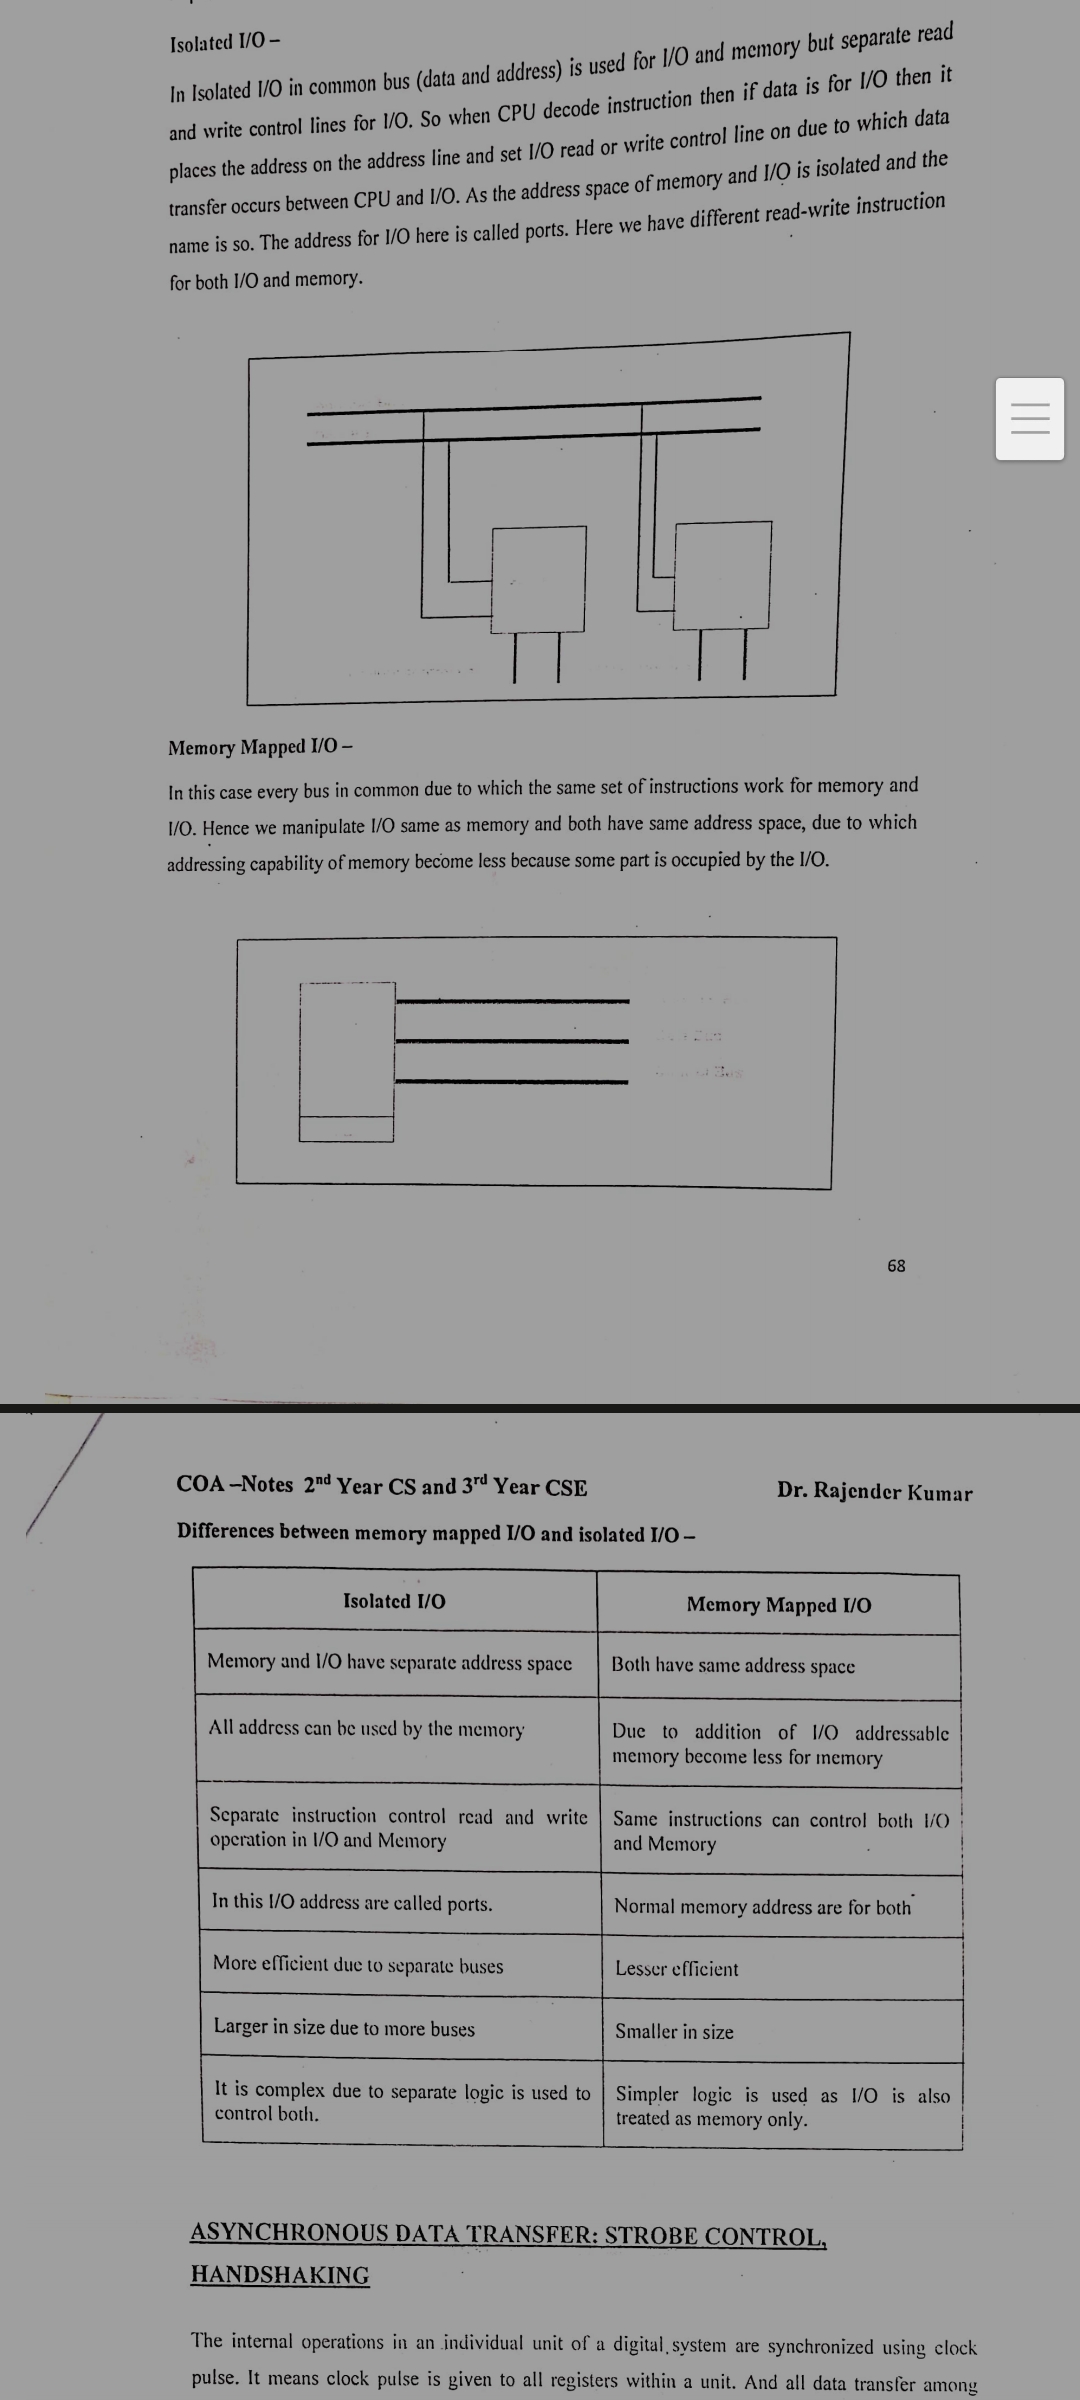 Isolated I/O –
In Isolated I/O in common bus (data and address) is used for I/O and memory but separate read
and write control lines for I/O. So when CPU decode instruction then if data is for I/O then it
places the address on the address line and set I/O read or write control line on due to which data
transfer occurs between CPU and I/O. As the address space of memory and I/O is isolated and the
name is so. The address for I/O here is called ports. Here we have different read-write instruction
for both I/O and memory.
Memory Mapped I/O –
In this case every bus in common due to which the same set of instructions work for memory and
I/O. Hence we manipulate I/O same as memory and both have same address space, due to which
addressing capability of memory become less because some part is occupied by the I/O.
68
COA –Notes 2nd Year CS and 3rd Year CSE Dr. Rajender Kumar
Differences between memory mapped I/O and isolated I/O –
Isolated I/O Memory Mapped I/O
Memory and I/O have separate address space Both have same address space
All address can be used by the memory Due to addition of I/O addressable
memory become less for memory
Separate instruction control read and write Same instructions can control both I/O
operation in I/O and Memory and Memory
In this I/O address are called ports. Normal memory address are for both
More efficient due to separate buses Lesser efficient
Larger in size due to more buses Smaller in size
It is complex due to separate logic is used to Simpler logic is used as I/O is also
control both. treated as memory only.
ASYNCHRONOUS DATA TRANSFER: STROBE CONTROL,
HANDSHAKING
The internal operations in an individual unit of a digital system are synchronized using clock
pulse. It means clock pulse is given to all registers within a unit. And all data transfer among